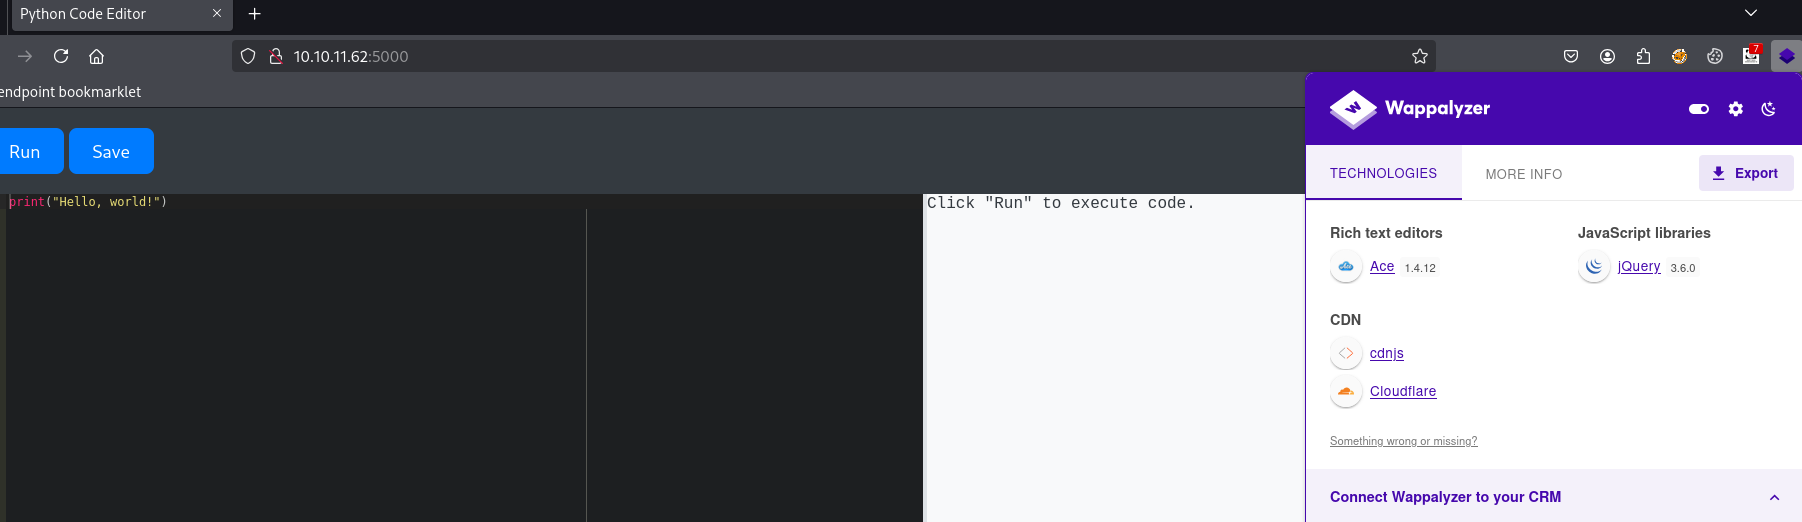 Python Code Editor
10.10.11.62:5000
7
endpoint bookmarklet
Run
Save
print("Hello, world!")
Click "Run" to execute code.
W
Wappalyzer
TECHNOLOGIES
MORE INFO
Export
Rich text editors
Ace 1.4.12
JavaScript libraries
jQuery 3.6.0
CDN
cdnjs
Cloudflare
Something wrong or missing?
Connect Wappalyzer to your CRM